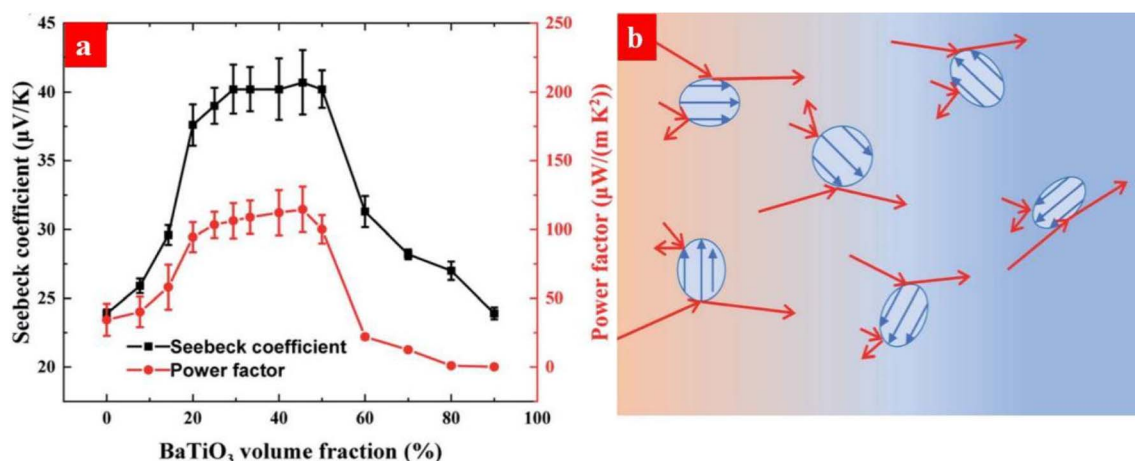 a
Seebeck coefficient (μV/K)
45
40
35
30
25
20
Seebeck coefficient
Power factor
0
20
40
60
80
100
BaTiO₃ volume fraction (%)
250
200
150
100
50
0
Power factor (μW/(m K²))
b